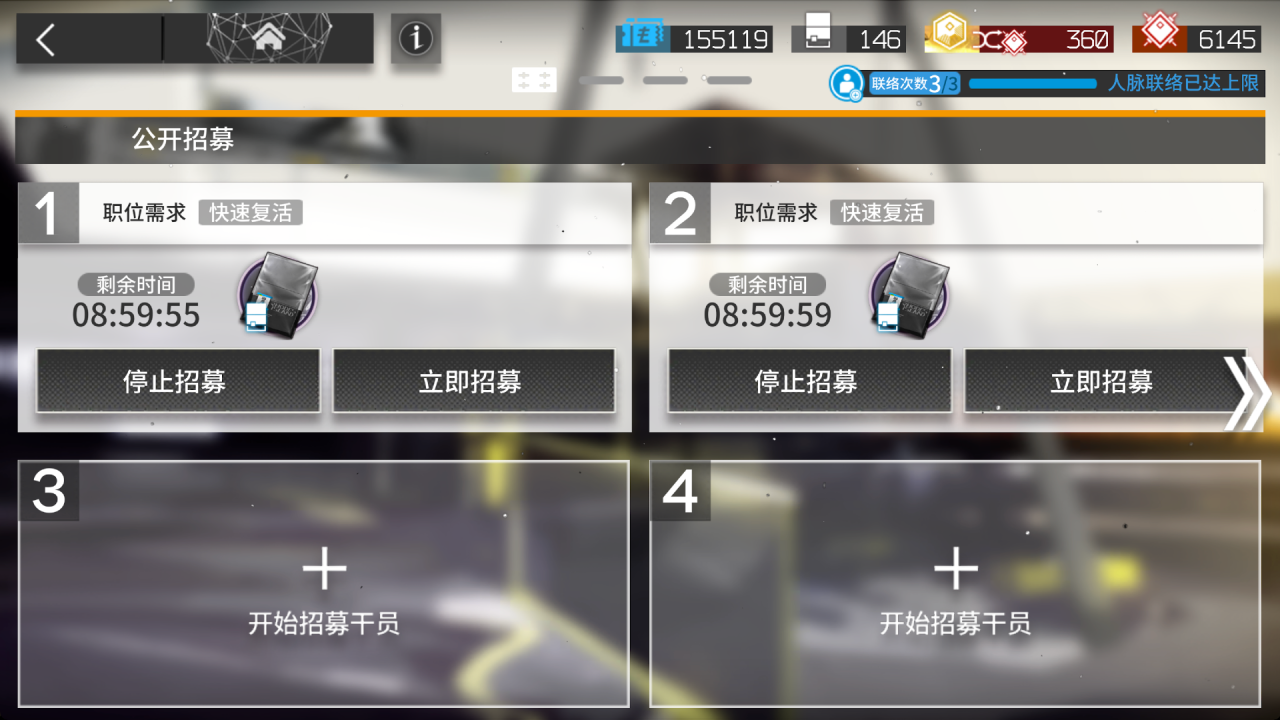 155119
146
360
6145
联络次数3/3
人脉联络已达上限
公开招募
1
职位需求 快速复活
剩余时间
08:59:55
停止招募 立即招募
2
职位需求 快速复活
剩余时间
08:59:59
停止招募 立即招募
3
开始招募干员
4
开始招募干员